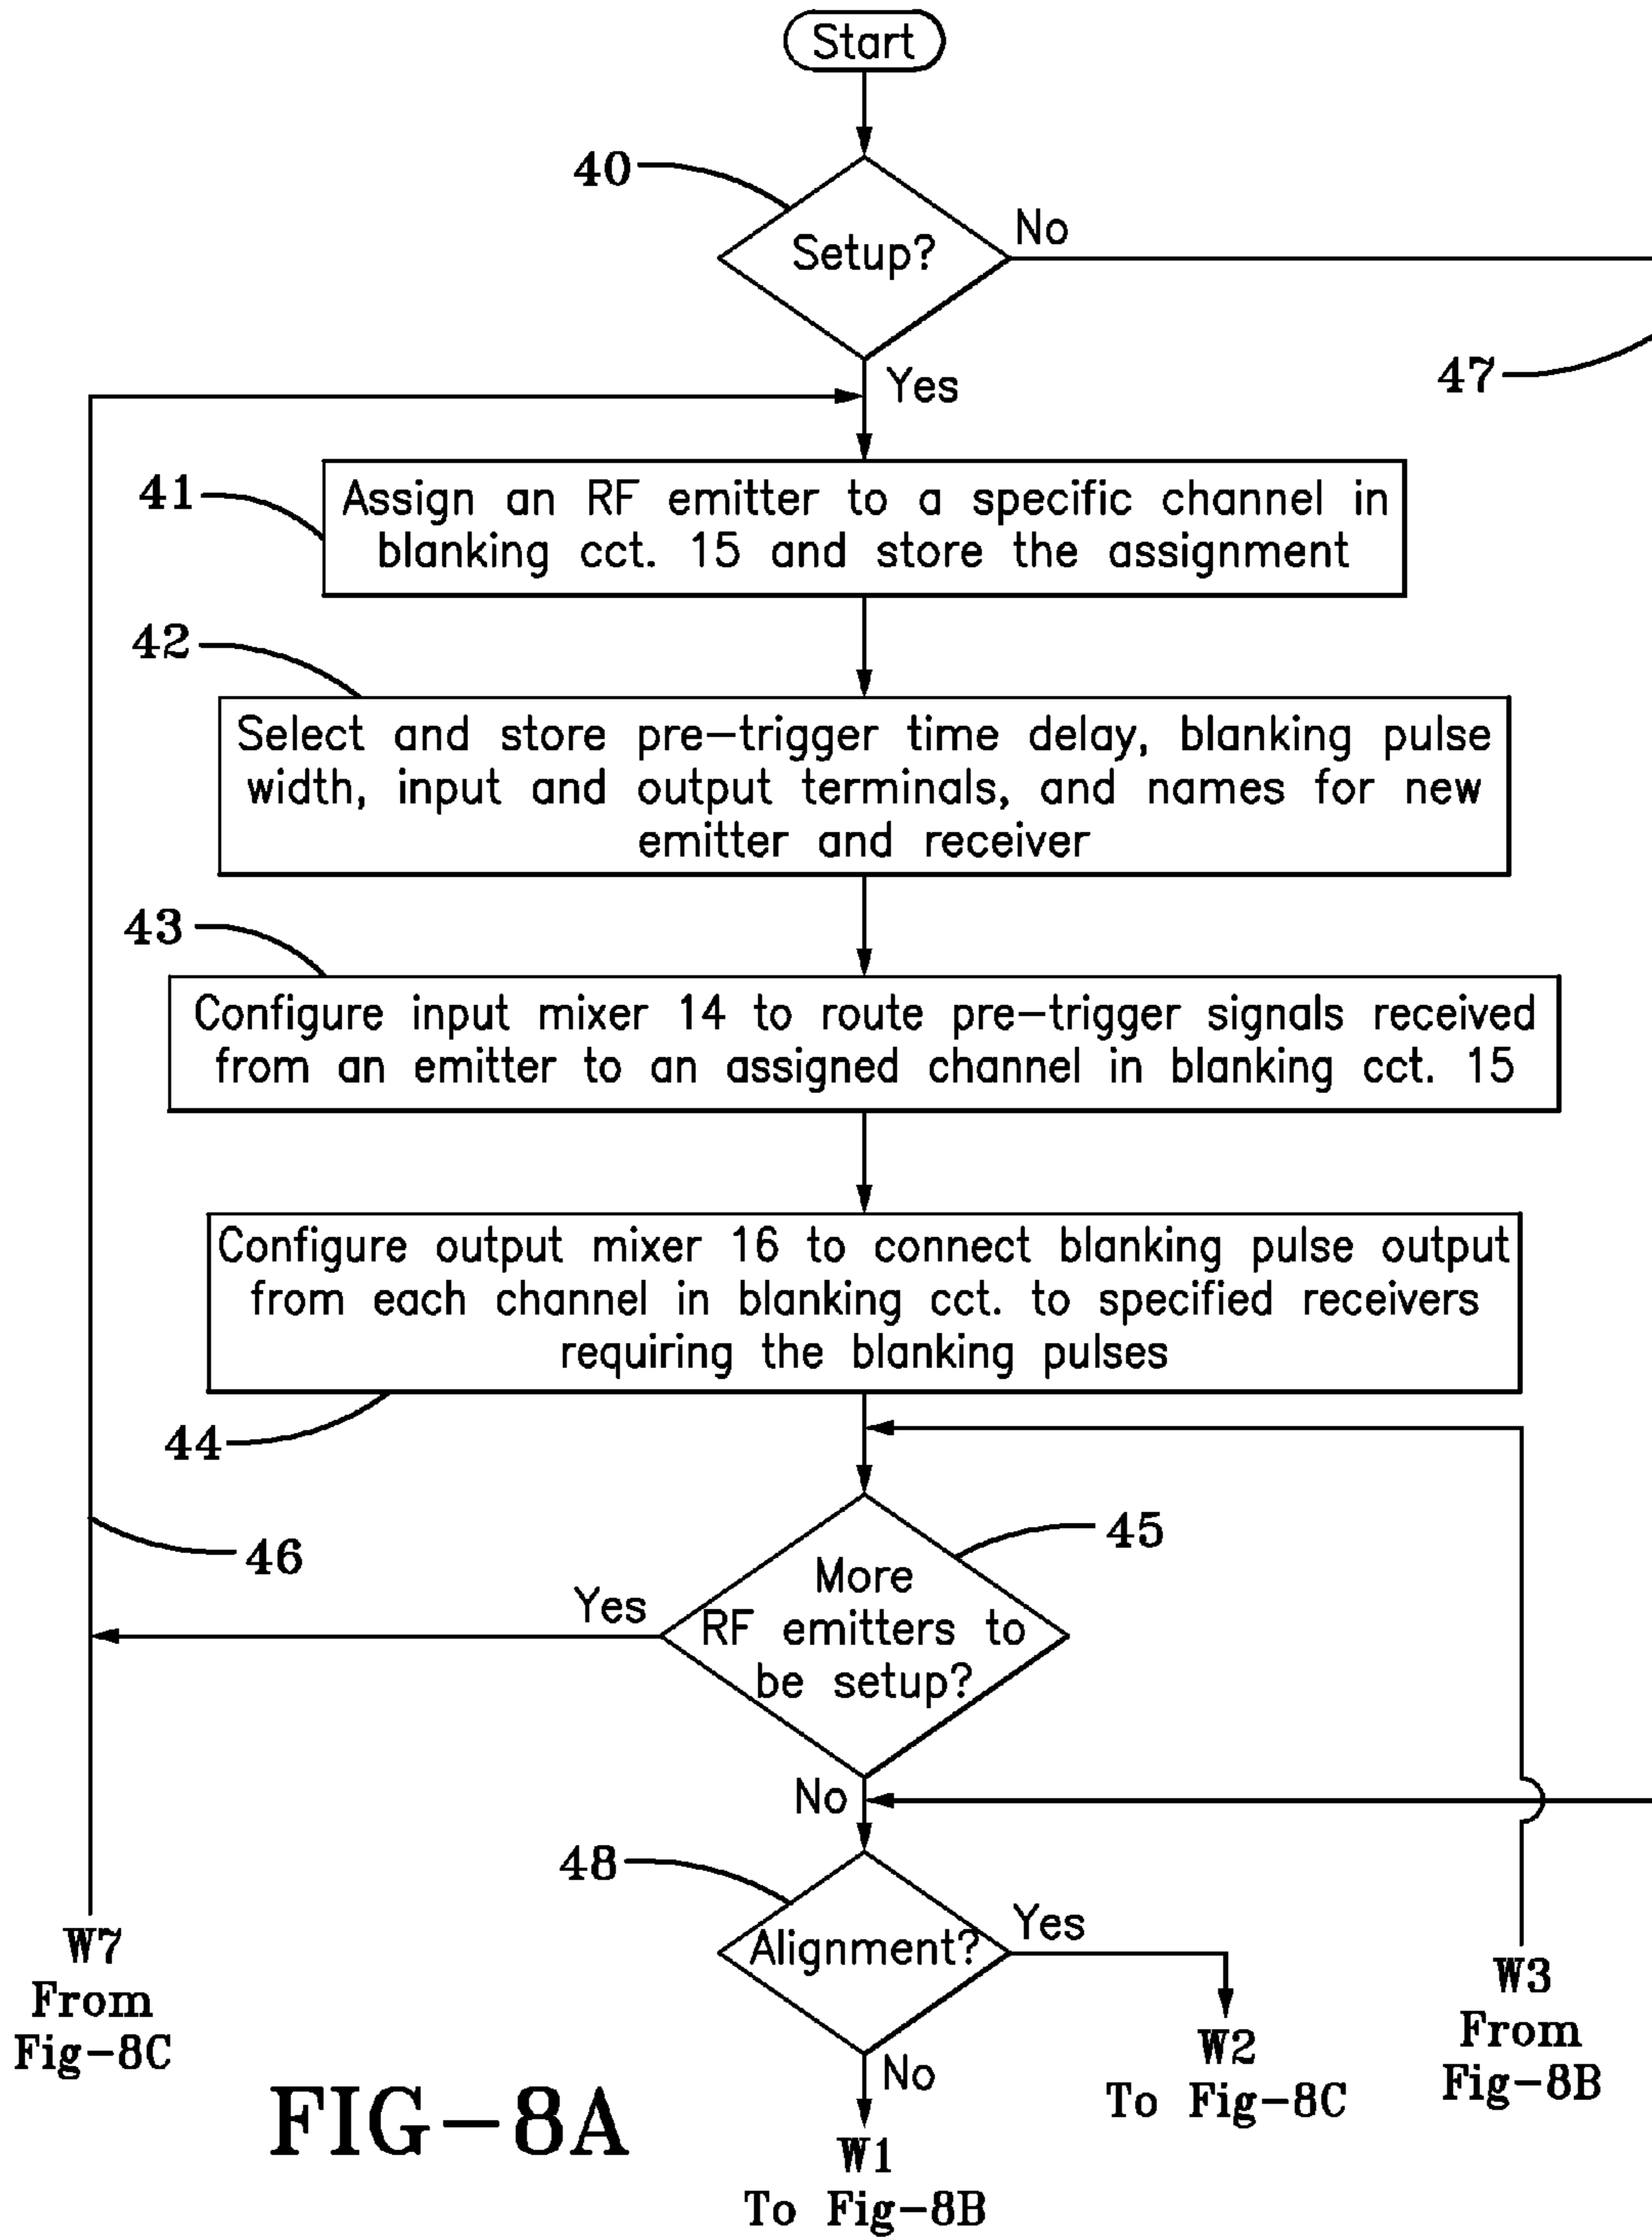 Start
40
Setup?
No
47
Yes
41
Assign an RF emitter to a specific channel in
blanking cct. 15 and store the assignment
42
Select and store pre-trigger time delay, blanking pulse
width, input and output terminals, and names for new
emitter and receiver
43
Configure input mixer 14 to route pre-trigger signals received
from an emitter to an assigned channel in blanking cct. 15
Configure output mixer 16 to connect blanking pulse output
from each channel in blanking cct. to specified receivers
requiring the blanking pulses
44
45
46
More
RF emitters to
be setup?
Yes
No
48
Alignment?
Yes
No
W7
From
Fig-8C
W3
From
Fig-8B
W2
To Fig-8C
W1
To Fig-8B
FIG-8A